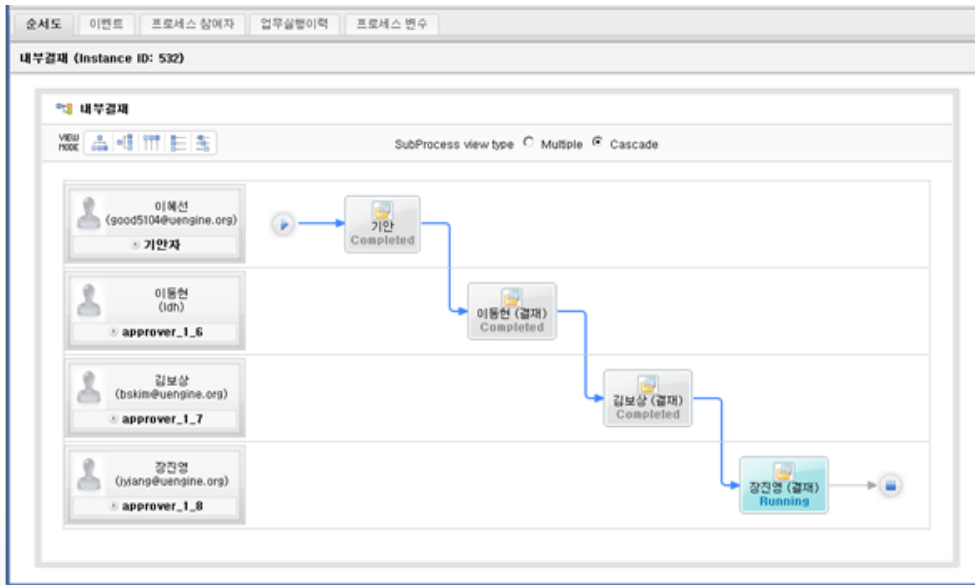 순서도 이벤트 프로세스 참여자 업무실행이력 프로세스 변수
내부결재 (Instance ID: 532)
내부결재
VIEW MODE
SubProcess view type Multiple Cascade
이혜선
(good5104@uengine.org)
기안자
기안
Completed
이동현
(ldh)
approver_1_6
이동현 (결재)
Completed
김보상
(bskim@uengine.org)
approver_1_7
김보상 (결재)
Completed
장진영
(jyjang@uengine.org)
approver_1_8
장진영 (결재)
Running